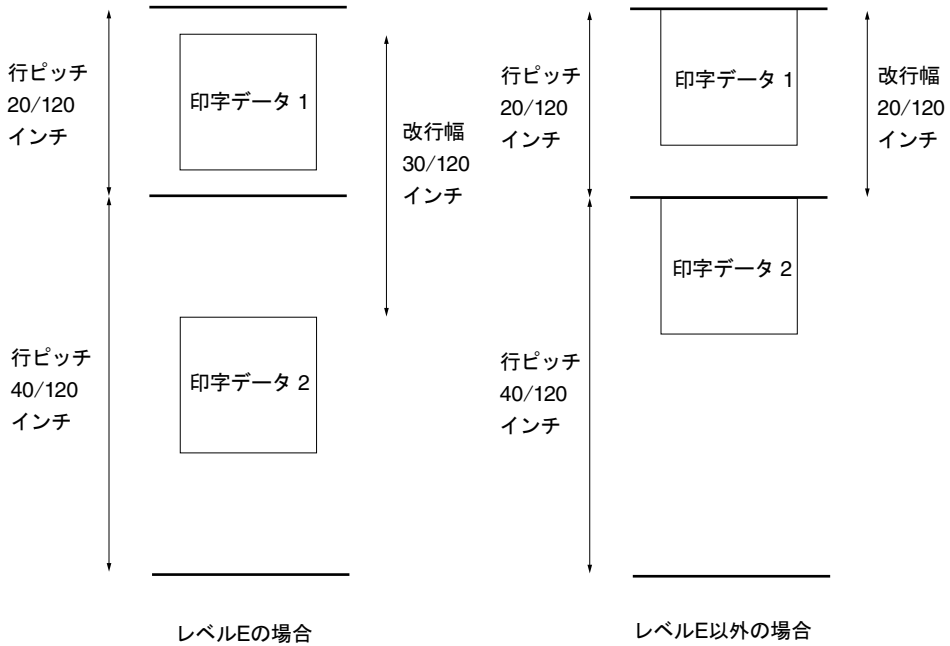 行ピッチ
20/120
インチ
印字データ 1
改行幅
30/120
インチ
行ピッチ
40/120
インチ
印字データ 2
レベルEの場合
行ピッチ
20/120
インチ
印字データ 1
改行幅
20/120
インチ
行ピッチ
40/120
インチ
印字データ 2
レベルE以外の場合